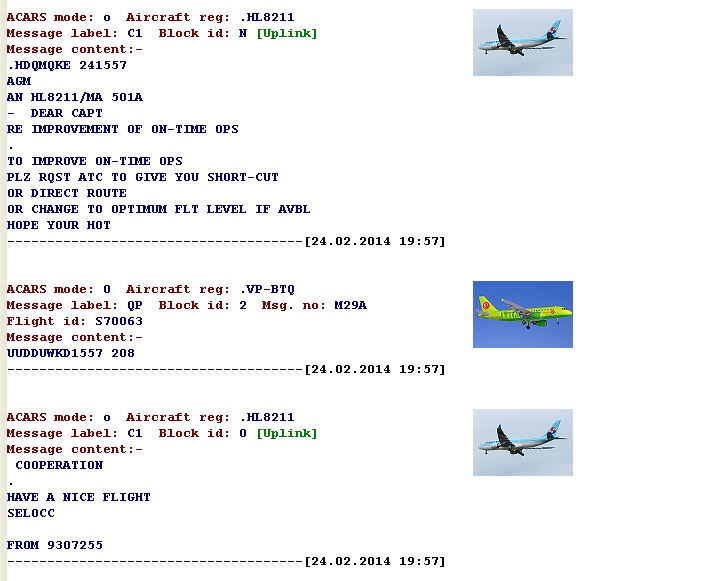 ACARS mode: o Aircraft reg: .HL8211
Message label: C1 Block id: N [Uplink]
Message content:-
.HDQMQKE 241557
AGM
AN HL8211/MA 501A
- DEAR CAPT
RE IMPROVEMENT OF ON-TIME OPS
.
TO IMPROVE ON-TIME OPS
PLZ RQST ATC TO GIVE YOU SHORT-CUT
OR DIRECT ROUTE
OR CHANGE TO OPTIMUM FLT LEVEL IF AVBL
HOPE YOUR HOT
-------------------------------------[24.02.2014 19:57]
ACARS mode: O Aircraft reg: .VP-BTQ
Message label: QP Block id: 2 Msg. no: M29A
Flight id: S70063
Message content:-
UUDDUWKD1557 208
-------------------------------------[24.02.2014 19:57]
ACARS mode: o Aircraft reg: .HL8211
Message label: C1 Block id: O [Uplink]
Message content:-
COOPERATION
.
HAVE A NICE FLIGHT
SELOCC
FROM 9307255
-------------------------------------[24.02.2014 19:57]